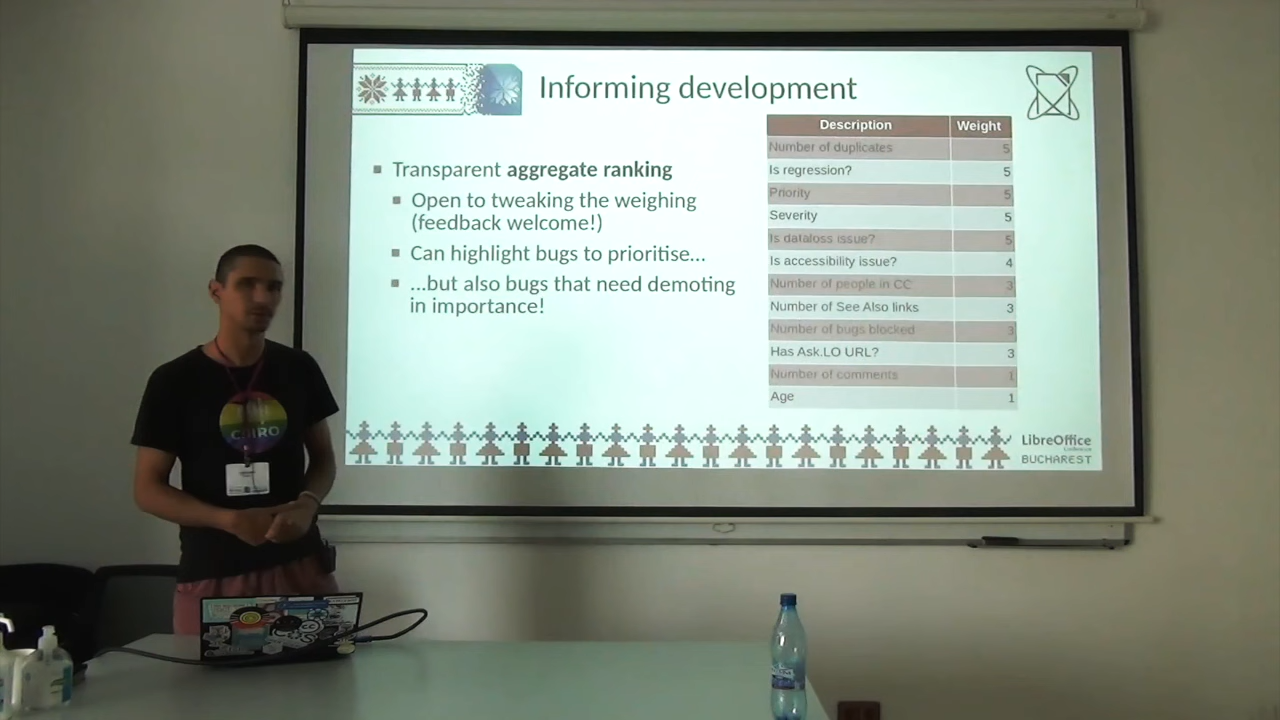 Informing development
Transparent aggregate ranking
Open to tweaking the weighing
(feedback welcome!)
Can highlight bugs to prioritise...
...but also bugs that need demoting
in importance!
Description Weight
Number of duplicates 5
Is regression? 5
Priority 5
Severity 5
Is dataloss issue? 5
Is accessibility issue? 4
Number of people in CC 3
Number of See Also links 3
Number of bugs blocked 3
Has Ask.LO URL? 3
Number of comments 1
Age 1
LibreOffice
BUCHAREST